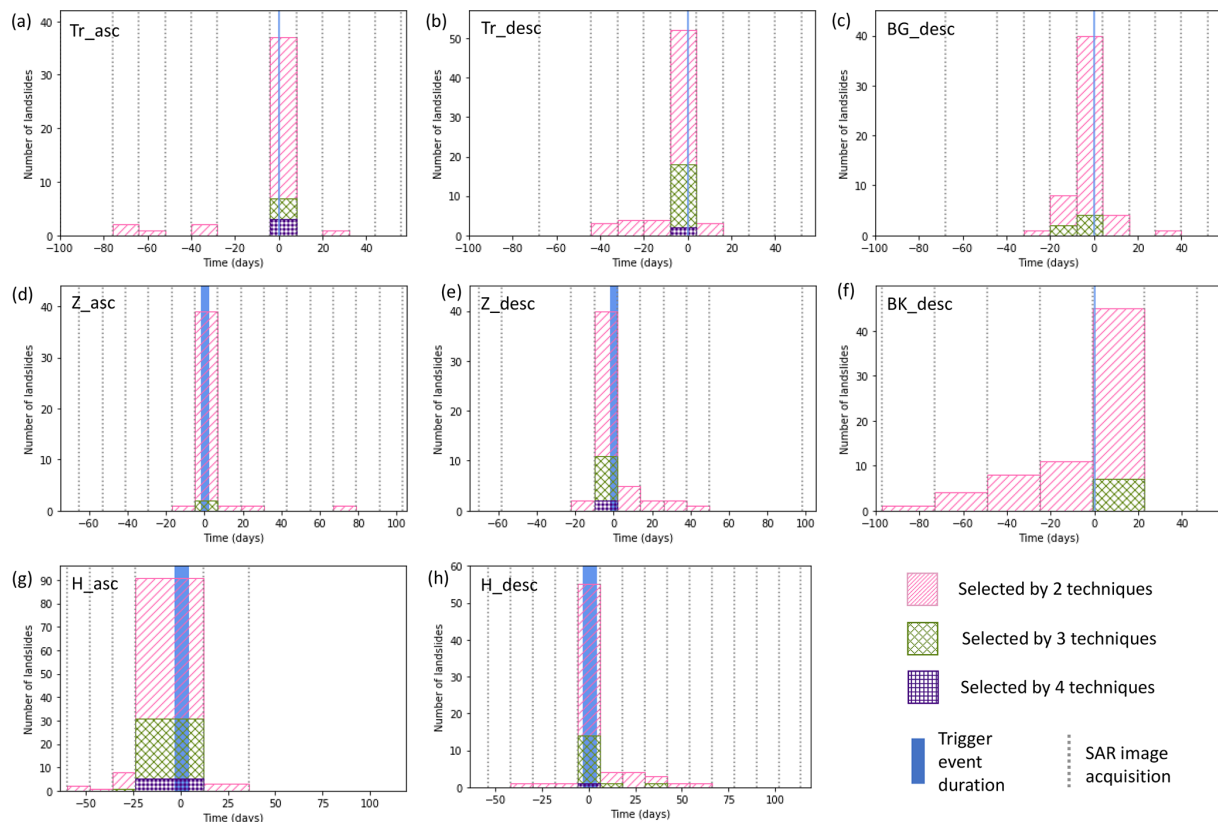 (a) Tr_asc
Number of landslides
40
30
20
10
0
−100 −80 −60 −40 −20 0 20 40
Time (days)
(b) Tr_desc
Number of landslides
50
40
30
20
10
0
−100 −80 −60 −40 −20 0 20 40
Time (days)
(c) BG_desc
Number of landslides
40
30
20
10
0
−100 −80 −60 −40 −20 0 20 40
Time (days)
(d) Z_asc
Number of landslides
40
30
20
10
0
−60 −40 −20 0 20 40 60 80 100
Time (days)
(e) Z_desc
Number of landslides
40
30
20
10
0
−60 −40 −20 0 20 40 60 80 100
Time (days)
(f) BK_desc
Number of landslides
40
30
20
10
0
−100 −80 −60 −40 −20 0 20 40
Time (days)
(g) H_asc
Number of landslides
90
80
70
60
50
40
30
20
10
0
−50 −25 0 25 50 75 100
Time (days)
(h) H_desc
Number of landslides
60
50
40
30
20
10
0
−50 −25 0 25 50 75 100
Time (days)
Selected by 2 techniques
Selected by 3 techniques
Selected by 4 techniques
Trigger
event
duration
SAR image
acquisition